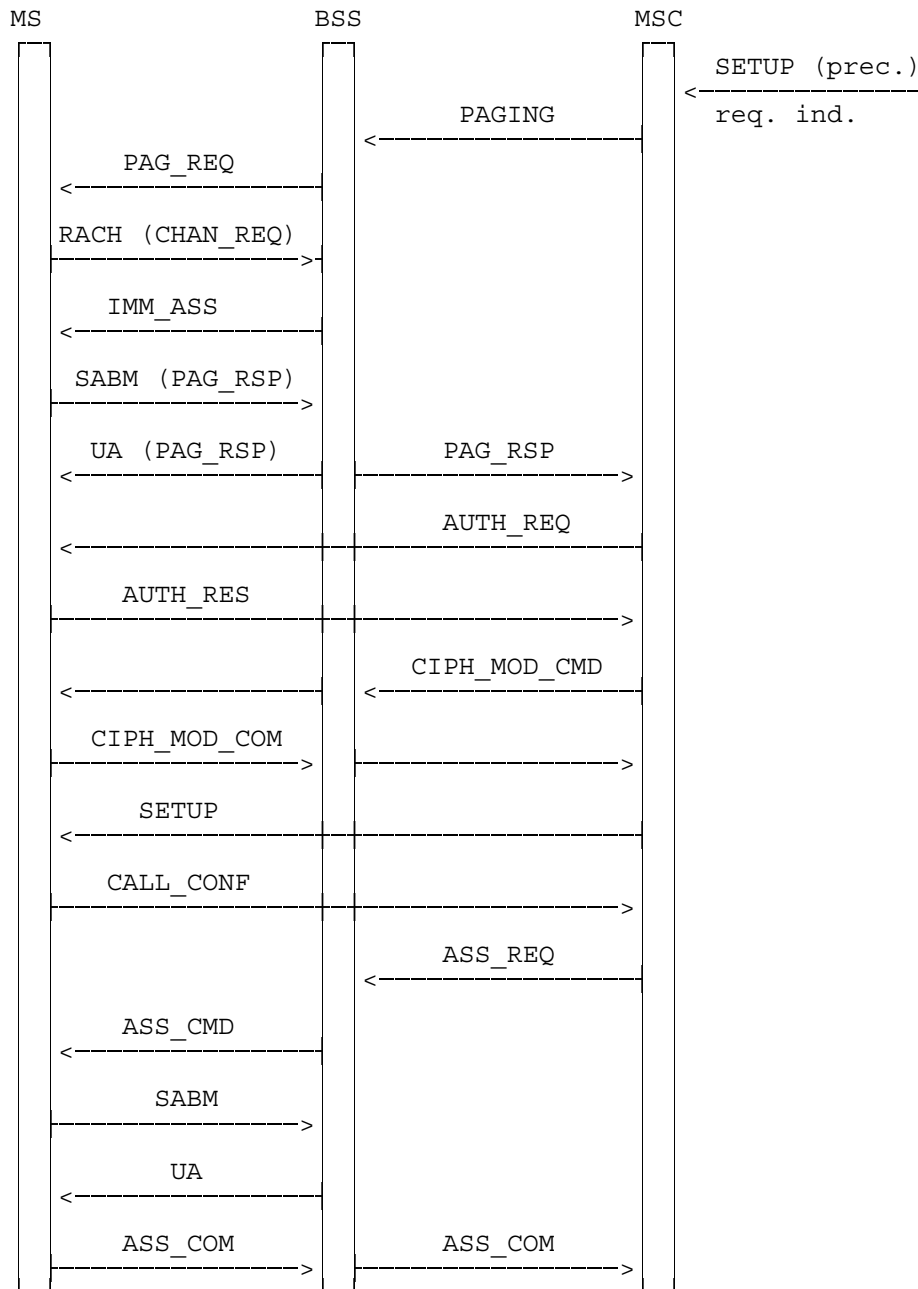 MS BSS MSC
SETUP (prec.)
PAGING req. ind.
PAG_REQ
RACH (CHAN_REQ)
IMM_ASS
SABM (PAG_RSP)
UA (PAG_RSP) PAG_RSP
AUTH_REQ
AUTH_RES
CIPH_MOD_CMD
CIPH_MOD_COM
SETUP
CALL_CONF
ASS_REQ
ASS_CMD
SABM
UA
ASS_COM ASS_COM